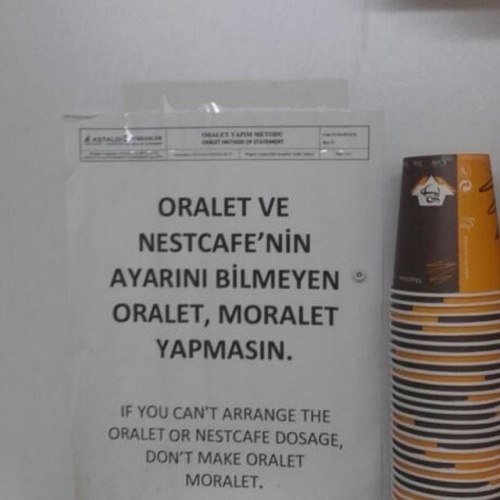 ASTALDI
ORALET YAPIM METODU
ORALET METHOD OF STATEMENT
ORALET VE
NESTCAFE'NİN
AYARINI BİLMEYEN
ORALET, MORALET
YAPMASIN.
IF YOU CAN'T ARRANGE THE
ORALET OR NESTCAFE DOSAGE,
DON'T MAKE ORALET
MORALET.